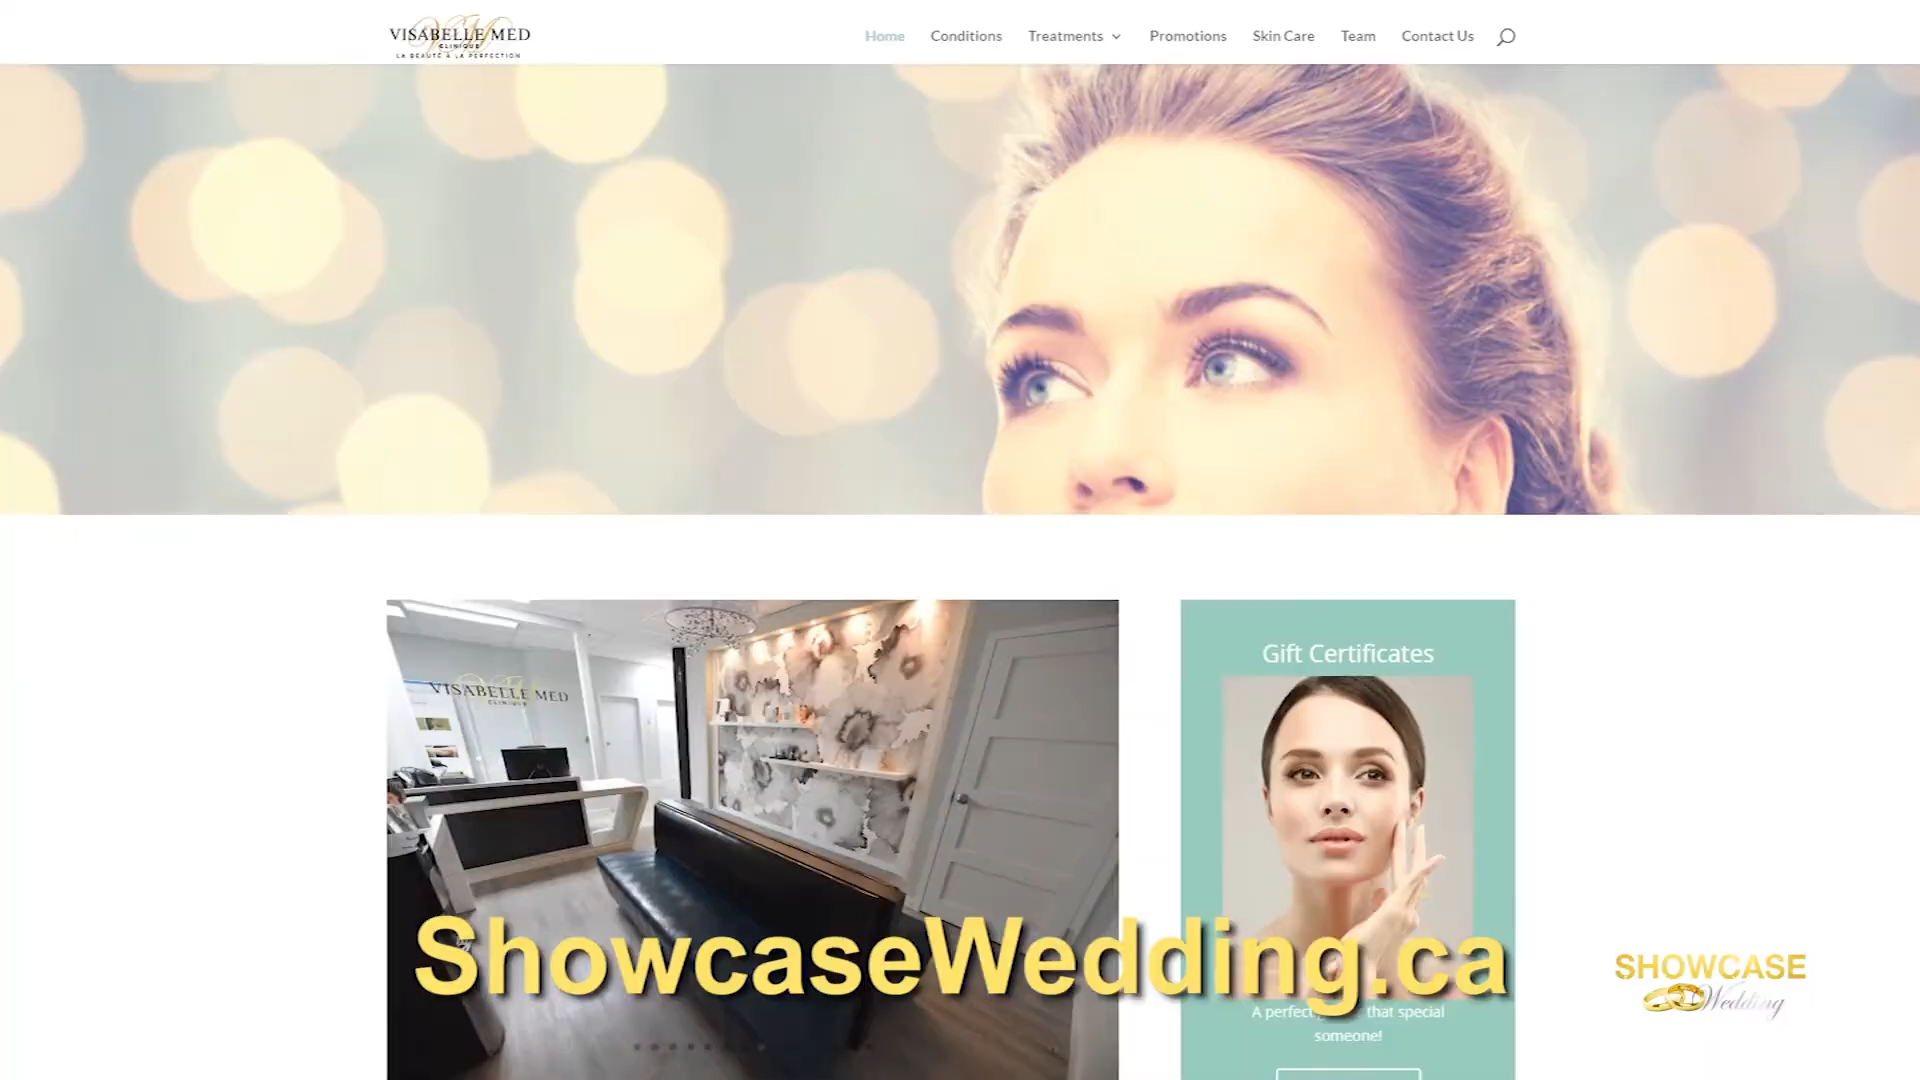 VISABELLE MED
CLINIQUE
LA BEAUTÉ À LA PERFECTION
Home Conditions Treatments Promotions Skin Care Team Contact Us
VISABELLE MED
CLINIQUE
Gift Certificates
ShowcaseWedding.ca
A perfect that special
someone!
SHOWCASE
Wedding